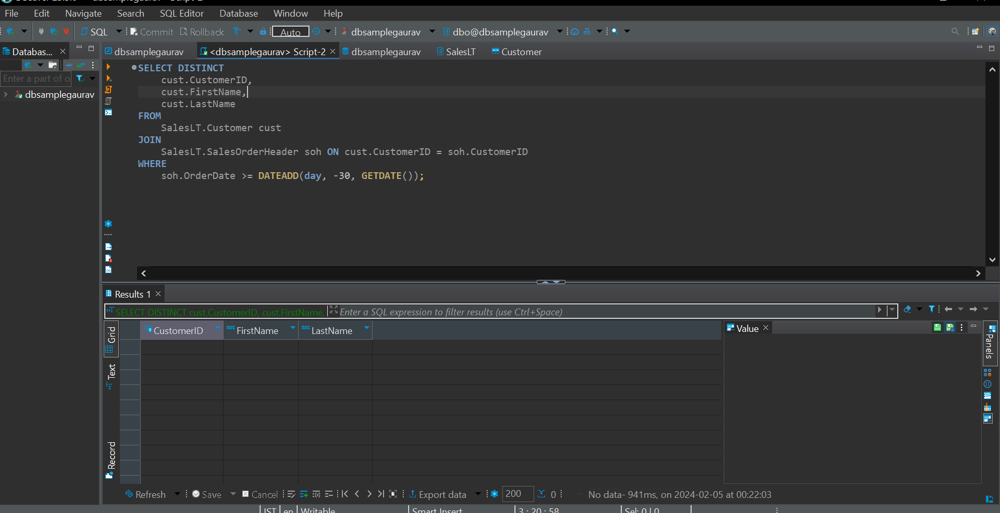 File Edit Navigate Search SQL Editor Database Window Help
SQL Commit Rollback Auto dbsamplegaurav dbo@dbsamplegaurav
Databas...
Enter a part of o
dbsamplegaurav
dbsamplegaurav <dbsamplegaurav> Script-2 dbsamplegaurav SalesLT Customer
SELECT DISTINCT
cust.CustomerID,
cust.FirstName,
cust.LastName
FROM
SalesLT.Customer cust
JOIN
SalesLT.SalesOrderHeader soh ON cust.CustomerID = soh.CustomerID
WHERE
soh.OrderDate >= DATEADD(day, -30, GETDATE());
Results 1
SELECT DISTINCT cust.CustomerID, cust.FirstName, Enter a SQL expression to filter results (use Ctrl+Space)
Grid
Text
Record
CustomerID FirstName LastName
Value
Panels
Refresh Save Cancel Export data 200 0 No data- 941ms, on 2024-02-05 at 00:22:03
IST en Writable Smart Insert 3 : 20 : 58 Sel: 0 | 0